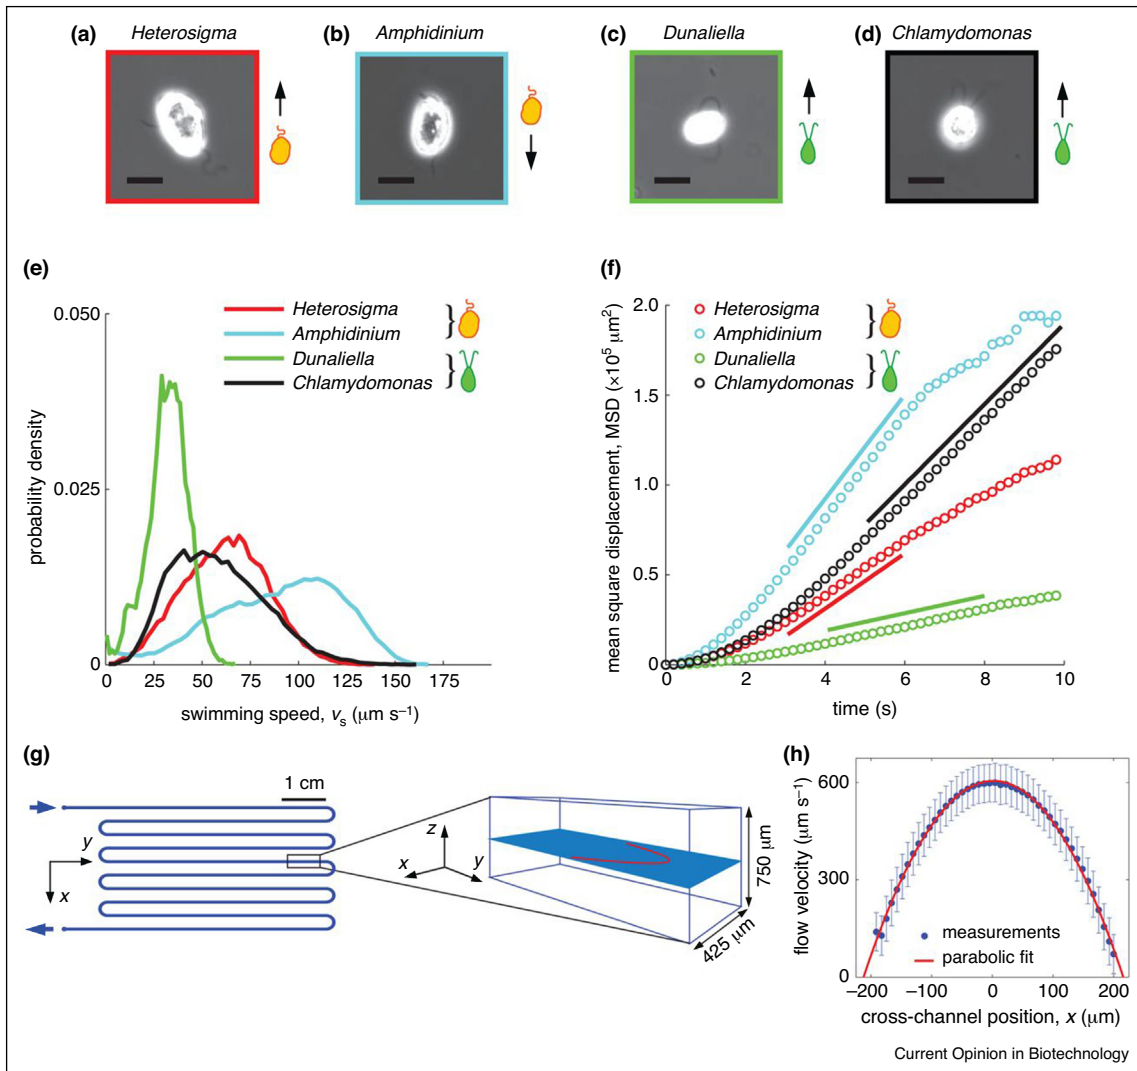 (a) Heterosigma
(b) Amphidinium
(c) Dunaliella
(d) Chlamydomonas
(e)
0.050
0.025
0
probability density
Heterosigma
Amphidinium
Dunaliella
Chlamydomonas
0 25 50 75 100 125 150 175
swimming speed, vs (μm s–1)
(f)
2.0
1.5
1.0
0.5
0
mean square displacement, MSD (×10⁵ μm²)
Heterosigma
Amphidinium
Dunaliella
Chlamydomonas
0 2 4 6 8 10
time (s)
(g)
1 cm
y
x
z
x
y
750 μm
425 μm
(h)
600
300
0
flow velocity (μm s–1)
measurements
parabolic fit
–200 –100 0 100 200
cross-channel position, x (μm)
Current Opinion in Biotechnology